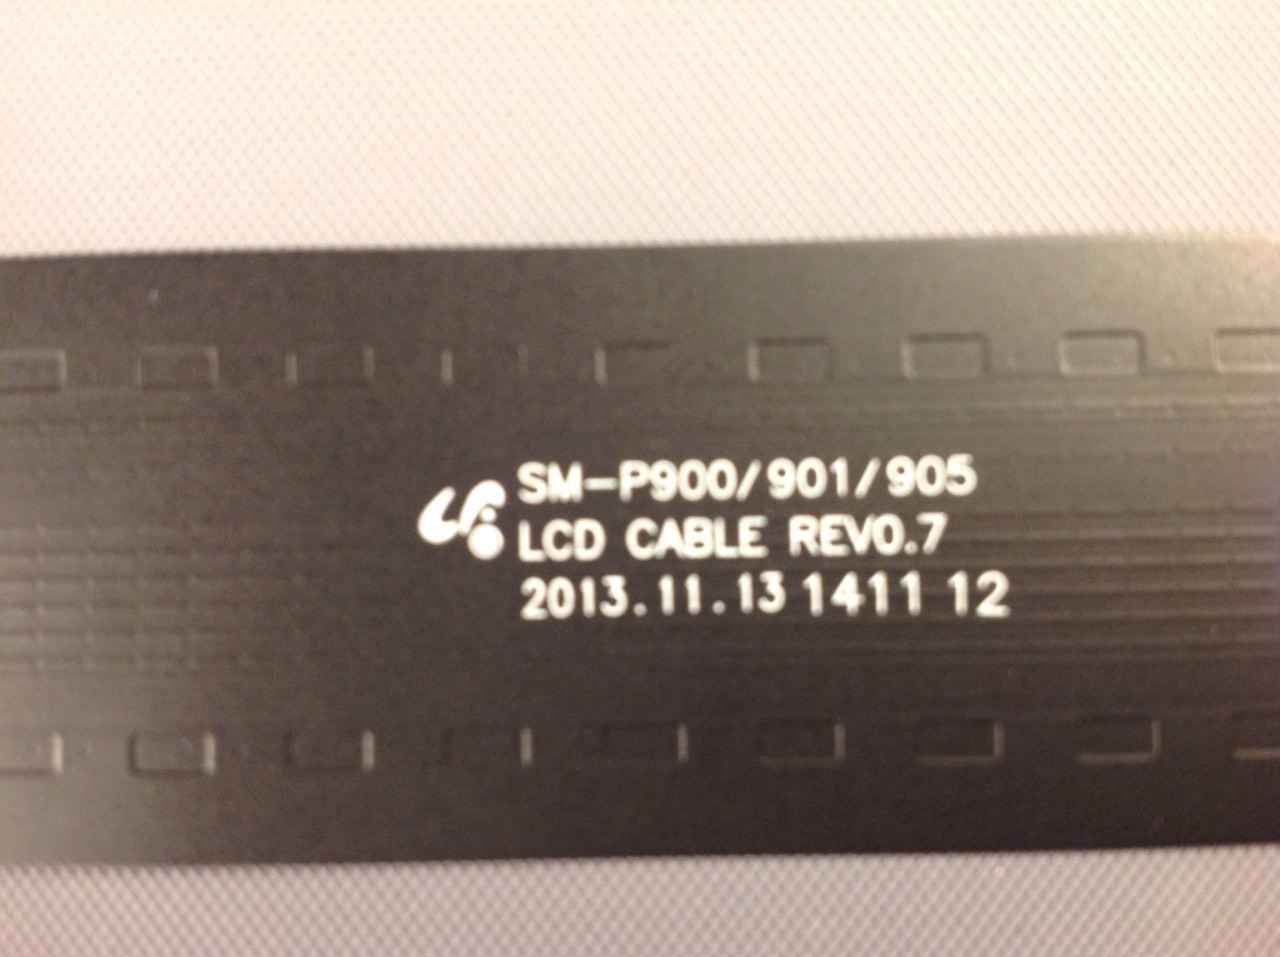 SM-P900/901/905
LCD CABLE REV0.7
2013.11.13 1411 12